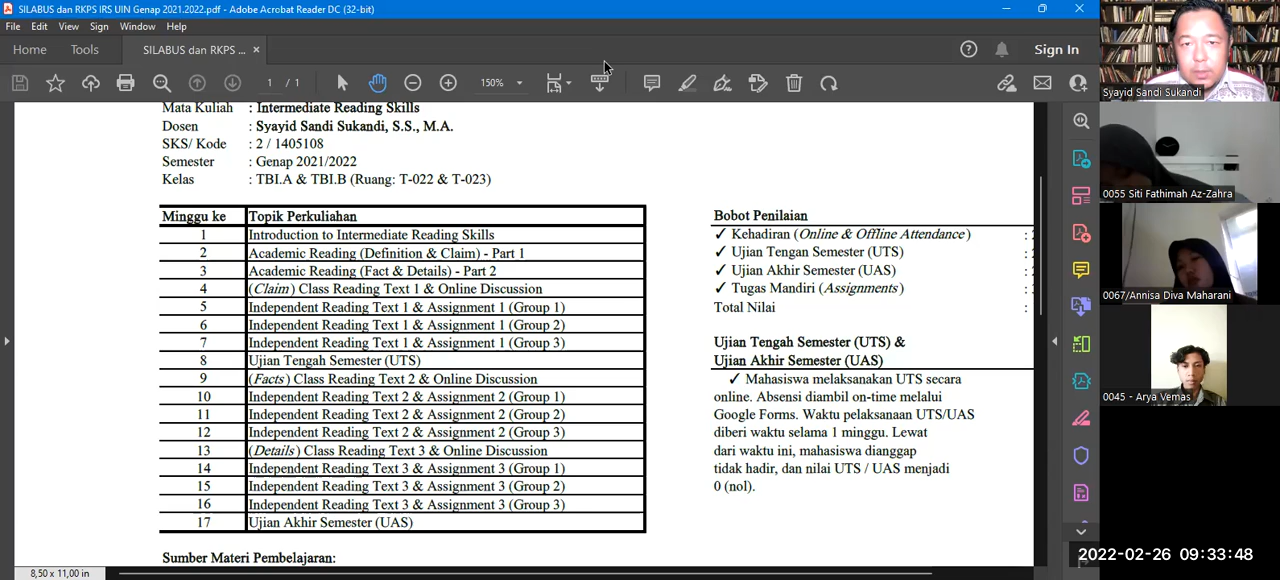 SILABUS dan RKPS IRS UIN Genap 2021.2022.pdf - Adobe Acrobat Reader DC (32-bit)
File Edit View Sign Window Help
Home Tools SILABUS dan RKPS ... × Sign In
1 / 1 150%
Mata Kuliah : Intermediate Reading Skills
Dosen : Syayid Sandi Sukandi, S.S., M.A.
SKS/ Kode : 2 / 1405108
Semester : Genap 2021/2022
Kelas : TBI.A & TBI.B (Ruang: T-022 & T-023)
Minggu ke Topik Perkuliahan
1 Introduction to Intermediate Reading Skills
2 Academic Reading (Definition & Claim) - Part 1
3 Academic Reading (Fact & Details) - Part 2
4 (Claim) Class Reading Text 1 & Online Discussion
5 Independent Reading Text 1 & Assignment 1 (Group 1)
6 Independent Reading Text 1 & Assignment 1 (Group 2)
7 Independent Reading Text 1 & Assignment 1 (Group 3)
8 Ujian Tengah Semester (UTS)
9 (Facts) Class Reading Text 2 & Online Discussion
10 Independent Reading Text 2 & Assignment 2 (Group 1)
11 Independent Reading Text 2 & Assignment 2 (Group 2)
12 Independent Reading Text 2 & Assignment 2 (Group 3)
13 (Details) Class Reading Text 3 & Online Discussion
14 Independent Reading Text 3 & Assignment 3 (Group 1)
15 Independent Reading Text 3 & Assignment 3 (Group 2)
16 Independent Reading Text 3 & Assignment 3 (Group 3)
17 Ujian Akhir Semester (UAS)
Sumber Materi Pembelajaran:
Bobot Penilaian
✓ Kehadiran (Online & Offline Attendance) :
✓ Ujian Tengan Semester (UTS) :
✓ Ujian Akhir Semester (UAS) :
✓ Tugas Mandiri (Assignments) :
Total Nilai :
Ujian Tengah Semester (UTS) &
Ujian Akhir Semester (UAS)
✓ Mahasiswa melaksanakan UTS secara
online. Absensi diambil on-time melalui
Google Forms. Waktu pelaksanaan UTS/UAS
diberi waktu selama 1 minggu. Lewat
dari waktu ini, mahasiswa dianggap
tidak hadir, dan nilai UTS / UAS menjadi
0 (nol).
8,50 x 11,00 in
Syayid Sandi Sukandi
0055 Siti Fathimah Az-Zahra
0067/Annisa Diva Maharani
0045 - Arya Vemas
2022-02-26 09:33:48